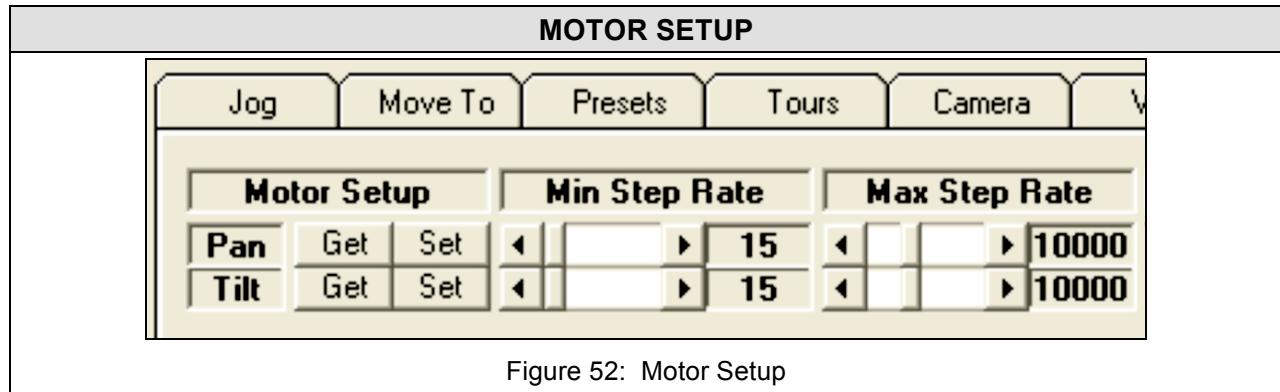 MOTOR SETUP
Jog Move To Presets Tours Camera
Motor Setup Min Step Rate Max Step Rate
Pan Get Set 15 10000
Tilt Get Set 15 10000
Figure 52: Motor Setup